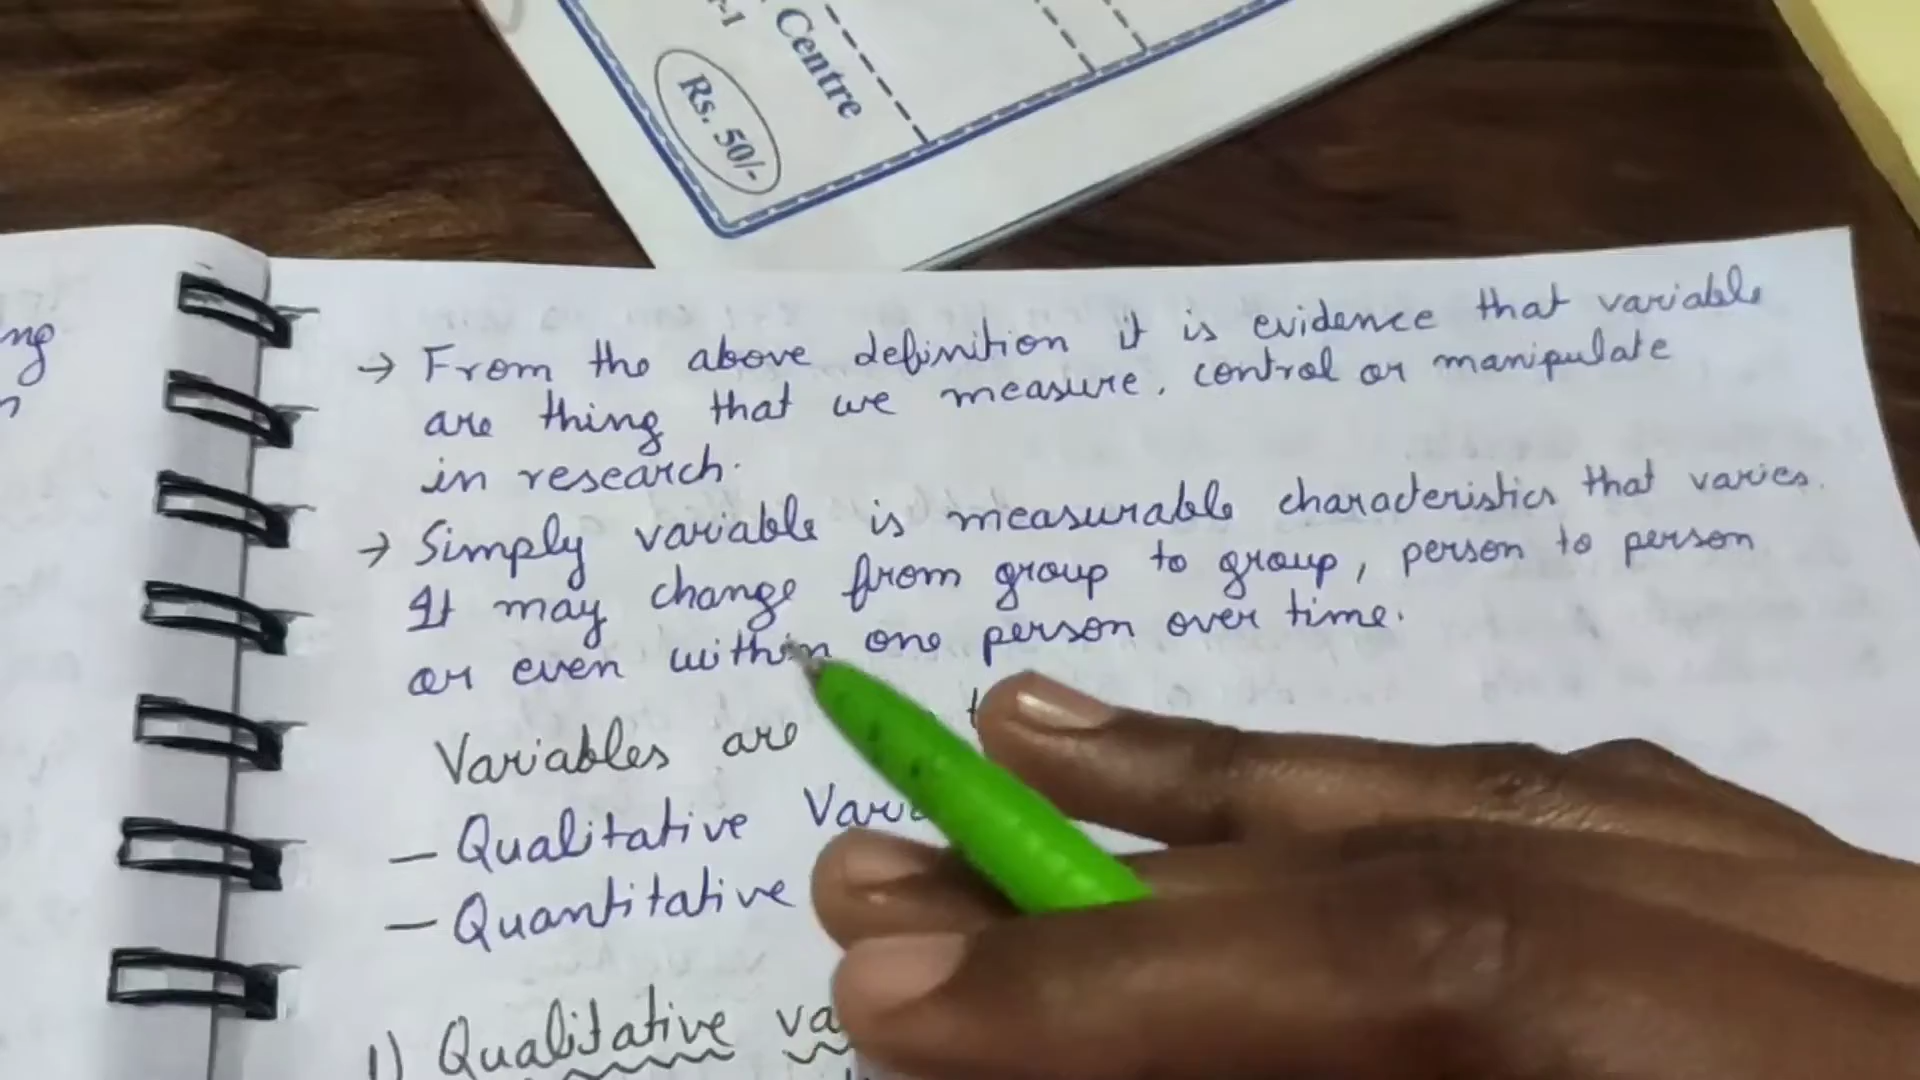 Centre
Rs. 50/-
ng
→ From the above definition it is evidence that variable
are thing that we measure, control or manipulate
in research.
→ Simply variable is measurable characteristics that varies.
It may change from group to group, person to person
or even within one person over time.
Variables are
— Qualitative
— Quantitative
1) Qualitative